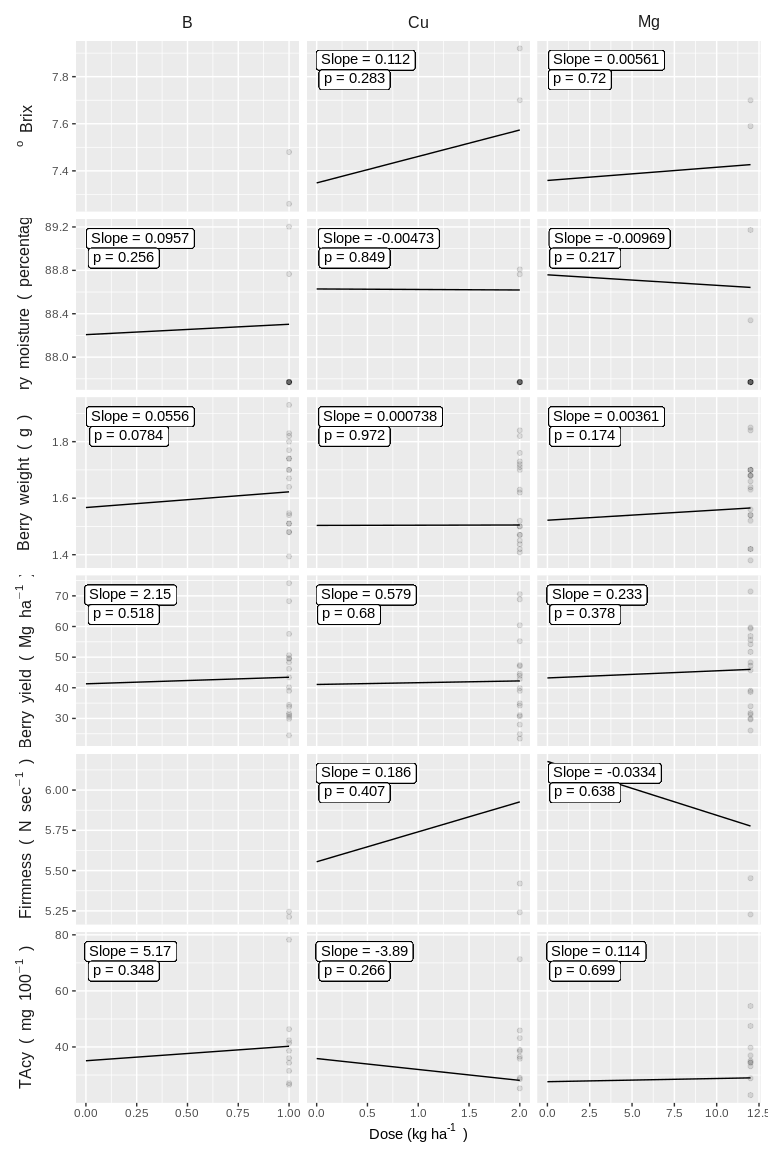 B Cu Mg
° Brix
7.8
7.6
7.4
Slope = 0.112
p = 0.283
Slope = 0.00561
p = 0.72
ry moisture ( percentag
89.2
88.8
88.4
88.0
Slope = 0.0957
p = 0.256
Slope = -0.00473
p = 0.849
Slope = -0.00969
p = 0.217
Berry weight ( g )
1.8
1.6
1.4
Slope = 0.0556
p = 0.0784
Slope = 0.000738
p = 0.972
Slope = 0.00361
p = 0.174
Berry yield ( Mg ha⁻¹ )
70
60
50
40
30
Slope = 2.15
p = 0.518
Slope = 0.579
p = 0.68
Slope = 0.233
p = 0.378
Firmness ( N sec⁻¹ )
6.00
5.75
5.50
5.25
Slope = 0.186
p = 0.407
Slope = -0.0334
p = 0.638
TAcy ( mg 100⁻¹ )
80
60
40
Slope = 5.17
p = 0.348
Slope = -3.89
p = 0.266
Slope = 0.114
p = 0.699
0.00 0.25 0.50 0.75 1.00 0.0 0.5 1.0 1.5 2.0 0.0 2.5 5.0 7.5 10.0 12.5
Dose (kg ha⁻¹ )